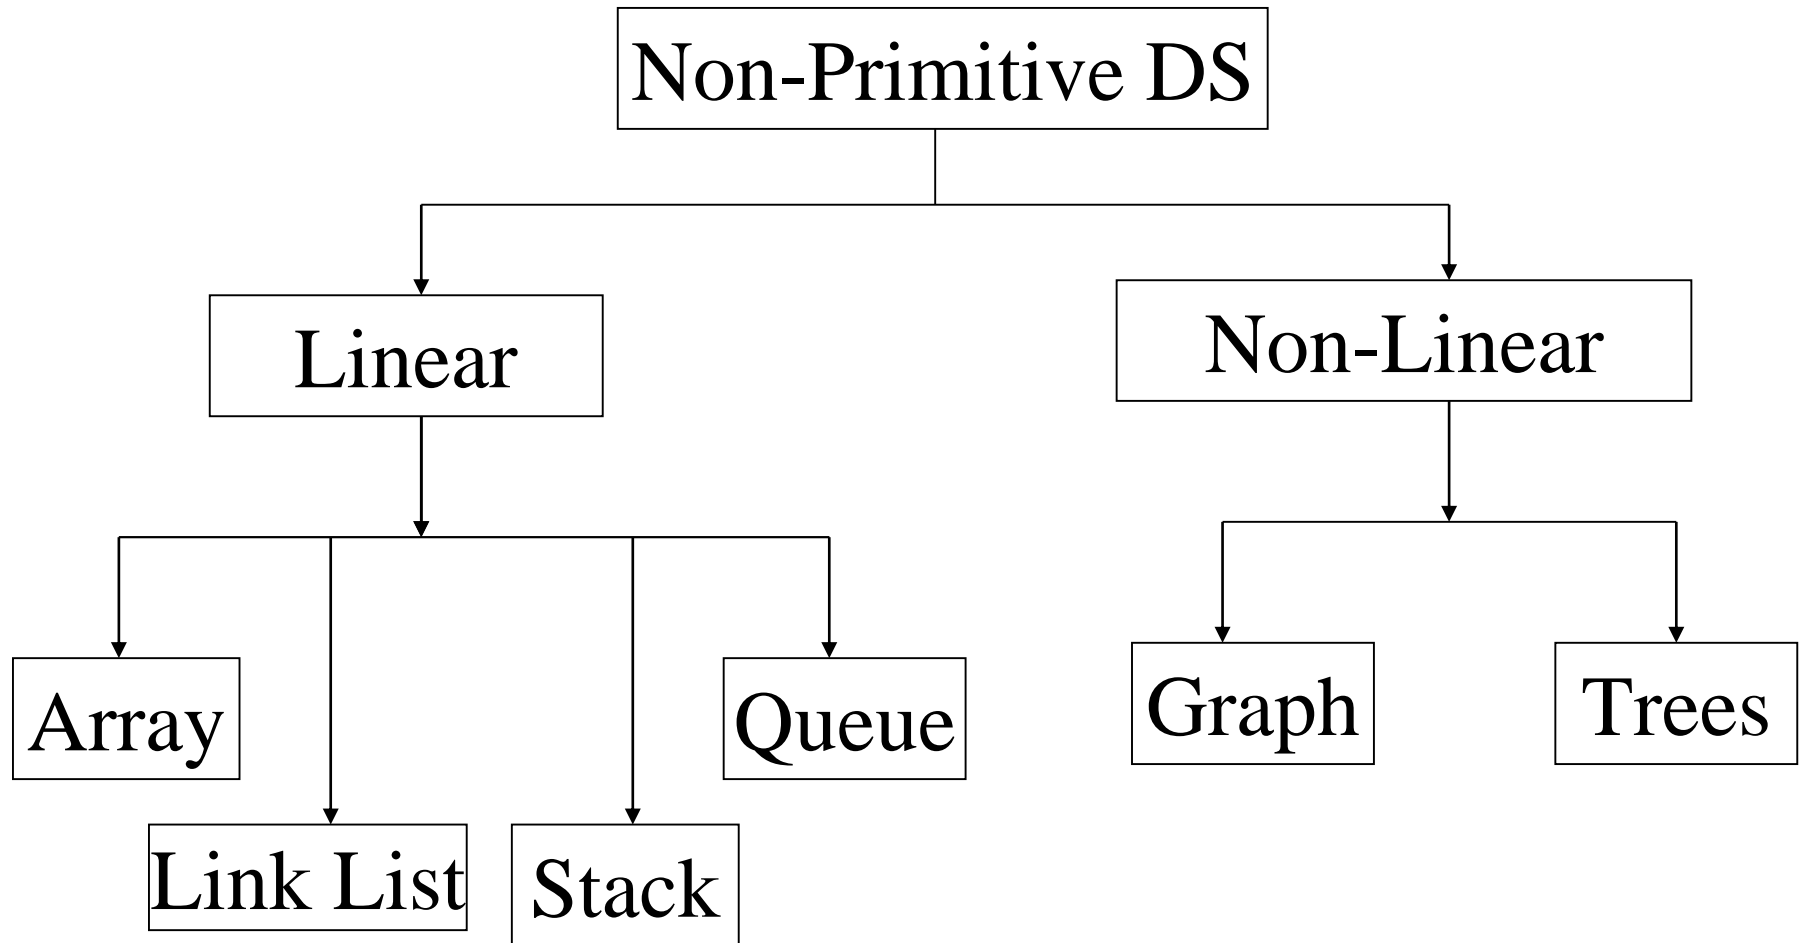 Non-Primitive DS
Linear
Non-Linear
Array
Queue
Graph
Trees
Link List
Stack